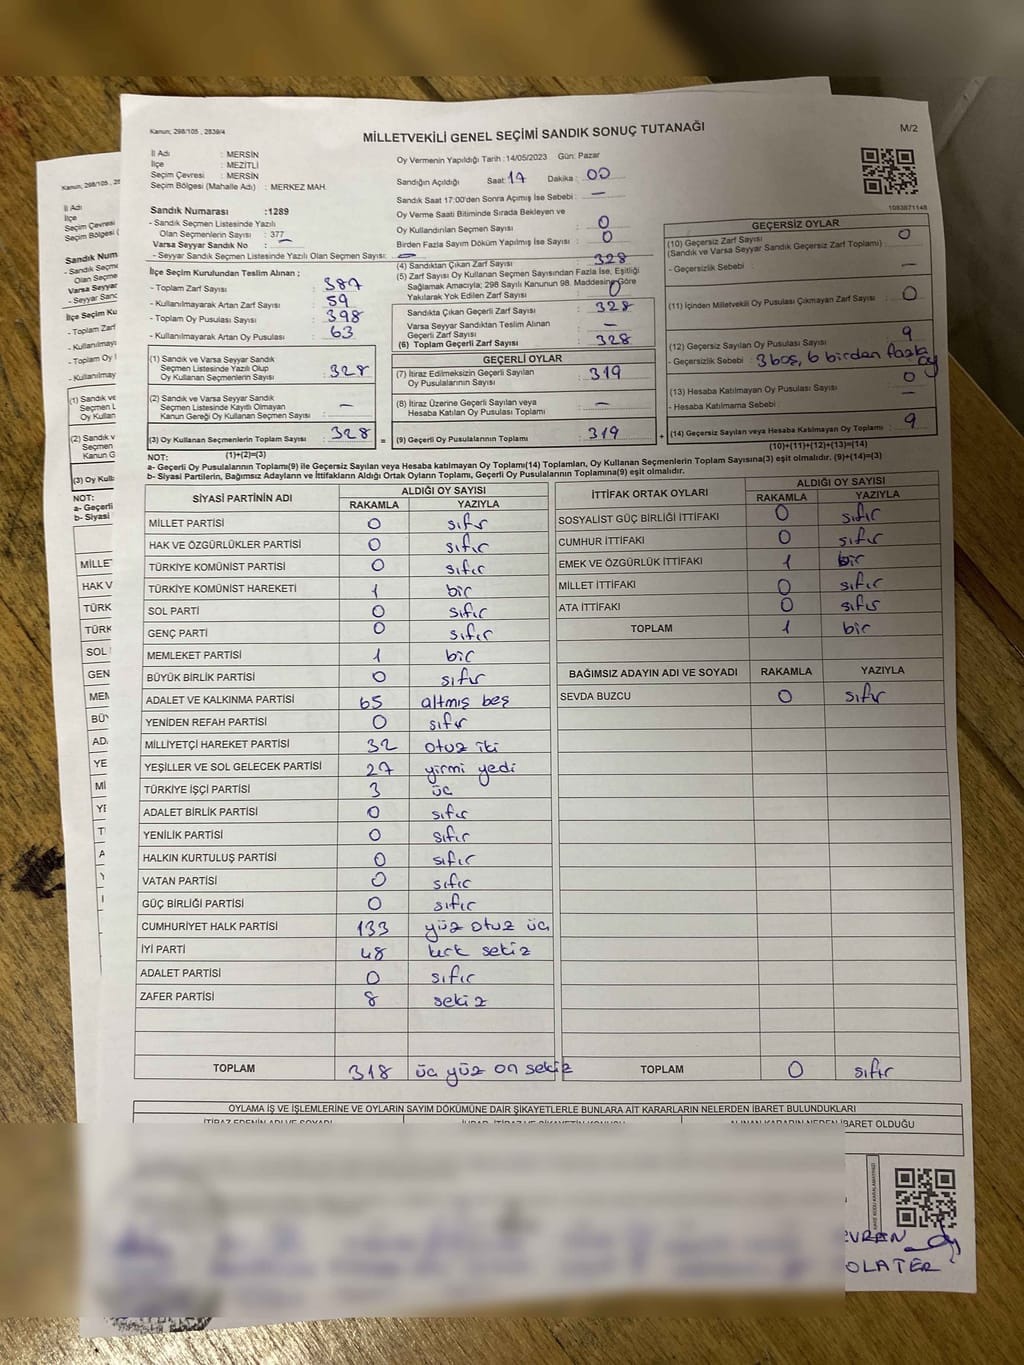 Kanun; 298/105 , 2839/4
MİLLETVEKİLİ GENEL SEÇİMİ SANDIK SONUÇ TUTANAĞI
M/2
İl Adı : MERSİN
İlçe : MEZİTLİ
Seçim Çevresi : MERSİN
Seçim Bölgesi (Mahalle Adı) : MERKEZ MAH.
Sandık Numarası :1289
- Sandık Seçmen Listesinde Yazılı
Olan Seçmenlerin Sayısı : 377
Varsa Seyyar Sandık No : —
- Seyyar Sandık Seçmen Listesinde Yazılı Olan Seçmen Sayısı: —
Oy Vermenin Yapıldığı Tarih : 14/05/2023 Gün: Pazar
Sandığın Açıldığı Saat: 17 Dakika : 00
Sandık Saat 17:00'den Sonra Açımış İse Sebebi : —
Oy Verme Saati Bitiminde Sırada Bekleyen ve
Oy Kullandırılan Seçmen Sayısı : 0
Birden Fazla Sayım Döküm Yapılmış İse Sayısı : 0
1083871148
İlçe Seçim Kurulundan Teslim Alınan ;
- Toplam Zarf Sayısı : 387
- Kullanılmayarak Artan Zarf Sayısı : 59
- Toplam Oy Pusulası Sayısı : 398
- Kullanılmayarak Artan Oy Pusulası : 63
(4) Sandıktan Çıkan Zarf Sayısı : 328
(5) Zarf Sayısı Oy Kullanan Seçmen Sayısından Fazla İse, Eşitliği
Sağlamak Amacıyla; 298 Sayılı Kanunun 98. Maddesine Göre
Yakılarak Yok Edilen Zarf Sayısı : 0
Sandıkta Çıkan Geçerli Zarf Sayısı : 328
Varsa Seyyar Sandıktan Teslim Alınan
Geçerli Zarf Sayısı : —
(6) Toplam Geçerli Zarf Sayısı : 328
GEÇERSİZ OYLAR
(10) Geçersiz Zarf Sayısı : 0
(Sandık ve Varsa Seyyar Sandık Geçersiz Zarf Toplamı)
- Geçersizlik Sebebi : —
(11) İçinden Milletvekili Oy Pusulası Çıkmayan Zarf Sayısı : 0
(12) Geçersiz Sayılan Oy Pusulası Sayısı : 9
- Geçersizlik Sebebi : 3 boş, 6 birden fazla oy
(13) Hesaba Katılmayan Oy Pusulası Sayısı : 0
- Hesaba Katılmama Sebebi : —
(14) Geçersiz Sayılan veya Hesaba Katılmayan Oy Toplamı : 9
(10)+(11)+(12)+(13)=(14)
(1) Sandık ve Varsa Seyyar Sandık
Seçmen Listesinde Yazılı Olup
Oy Kullanan Seçmenlerin Sayısı : 328
(2) Sandık ve Varsa Seyyar Sandık
Seçmen Listesinde Kayıtlı Olmayan
Kanun Gereği Oy Kullanan Seçmen Sayısı : —
(3) Oy Kullanan Seçmenlerin Toplam Sayısı : 328 =
(1)+(2)=(3)
GEÇERLİ OYLAR
(7) İtiraz Edilmeksizin Geçerli Sayılan
Oy Pusulalarının Sayısı : 319
(8) İtiraz Üzerine Geçerli Sayılan veya
Hesaba Katılan Oy Pusulası Toplamı : —
(9) Geçerli Oy Pusulalarının Toplamı : 319 +
NOT:
a- Geçerli Oy Pusulalarının Toplamı(9) ile Geçersiz Sayılan veya Hesaba katılmayan Oy Toplamı(14) Toplamları, Oy Kullanan Seçmenlerin Toplam Sayısına(3) eşit olmalıdır. (9)+(14)=(3)
b- Siyasi Partilerin, Bağımsız Adayların ve İttifakların Aldığı Ortak Oyların Toplamı, Geçerli Oy Pusulalarının Toplamına(9) eşit olmalıdır.
SİYASİ PARTİNİN ADI ALDIĞI OY SAYISI
RAKAMLA YAZIYLA
MİLLET PARTİSİ 0 sıfır
HAK VE ÖZGÜRLÜKLER PARTİSİ 0 sıfır
TÜRKİYE KOMÜNİST PARTİSİ 0 sıfır
TÜRKİYE KOMÜNİST HAREKETİ 1 bir
SOL PARTİ 0 sıfır
GENÇ PARTİ 0 sıfır
MEMLEKET PARTİSİ 1 bir
BÜYÜK BİRLİK PARTİSİ 0 sıfır
ADALET VE KALKINMA PARTİSİ 65 altmış beş
YENİDEN REFAH PARTİSİ 0 sıfır
MİLLİYETÇİ HAREKET PARTİSİ 32 otuz iki
YEŞİLLER VE SOL GELECEK PARTİSİ 27 yirmi yedi
TÜRKİYE İŞÇİ PARTİSİ 3 üç
ADALET BİRLİK PARTİSİ 0 sıfır
YENİLİK PARTİSİ 0 sıfır
HALKIN KURTULUŞ PARTİSİ 0 sıfır
VATAN PARTİSİ 0 sıfır
GÜÇ BİRLİĞİ PARTİSİ 0 sıfır
CUMHURİYET HALK PARTİSİ 133 yüz otuz üç
İYİ PARTİ 48 kırk sekiz
ADALET PARTİSİ 0 sıfır
ZAFER PARTİSİ 8 sekiz
TOPLAM 318 üç yüz on sekiz
İTTİFAK ORTAK OYLARI ALDIĞI OY SAYISI
RAKAMLA YAZIYLA
SOSYALİST GÜÇ BİRLİĞİ İTTİFAKI 0 sıfır
CUMHUR İTTİFAKI 0 sıfır
EMEK VE ÖZGÜRLÜK İTTİFAKI 1 bir
MİLLET İTTİFAKI 0 sıfır
ATA İTTİFAKI 0 sıfır
TOPLAM 1 bir
BAĞIMSIZ ADAYIN ADI VE SOYADI RAKAMLA YAZIYLA
SEVDA BUZCU 0 sıfır
TOPLAM 0 sıfır
OYLAMA İŞ VE İŞLEMLERİNE VE OYLARIN SAYIM DÖKÜMÜNE DAİR ŞİKAYETLERLE BUNLARA AİT KARARLARIN NELERDEN İBARET BULUNDUKLARI
İTİRAZ EDENİN ADI VE SOYADI
ALINAN KARARIN NEDEN İBARET OLDUĞU
EVRAN
OLATER